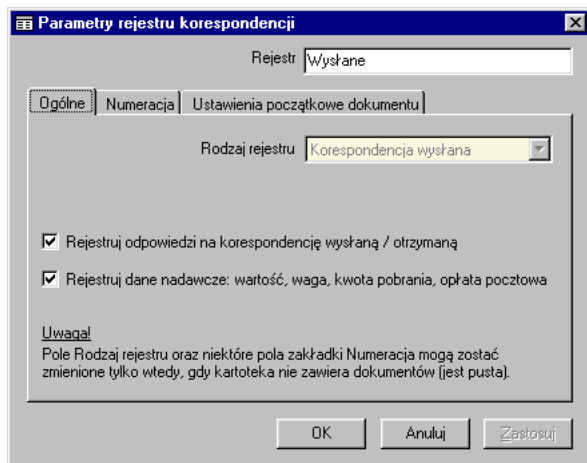 Parametry rejestru korespondencji
Rejestr Wysłane
Ogólne Numeracja Ustawienia początkowe dokumentu
Rodzaj rejestru Korespondencja wysłana
Rejestruj odpowiedzi na korespondencję wysłaną / otrzymaną
Rejestruj dane nadawcze: wartość, waga, kwota pobrania, opłata pocztowa
Uwaga!
Pole Rodzaj rejestru oraz niektóre pola zakładki Numeracja mogą zostać
zmienione tylko wtedy, gdy kartoteka nie zawiera dokumentów (jest pusta).
OK Anuluj Zastosuj